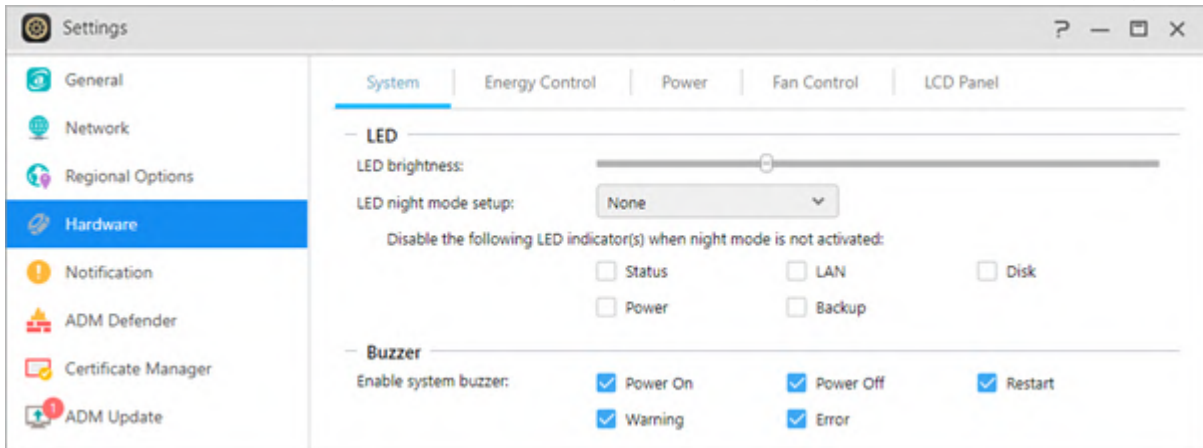 Settings
General
Network
Regional Options
Hardware
Notification
ADM Defender
Certificate Manager
1
ADM Update
System Energy Control Power Fan Control LCD Panel
LED
LED brightness:
LED night mode setup: None
Disable the following LED indicator(s) when night mode is not activated:
Status LAN Disk
Power Backup
Buzzer
Enable system buzzer: Power On Power Off Restart
Warning Error